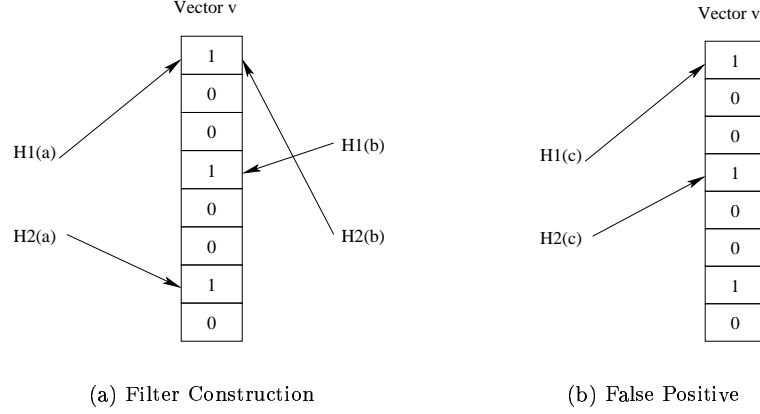 Vector v
1
0
0
1
0
0
1
0
H1(a)
H2(a)
H1(b)
H2(b)
(a) Filter Construction
Vector v
1
0
0
1
0
0
1
0
H1(c)
H2(c)
(b) False Positive